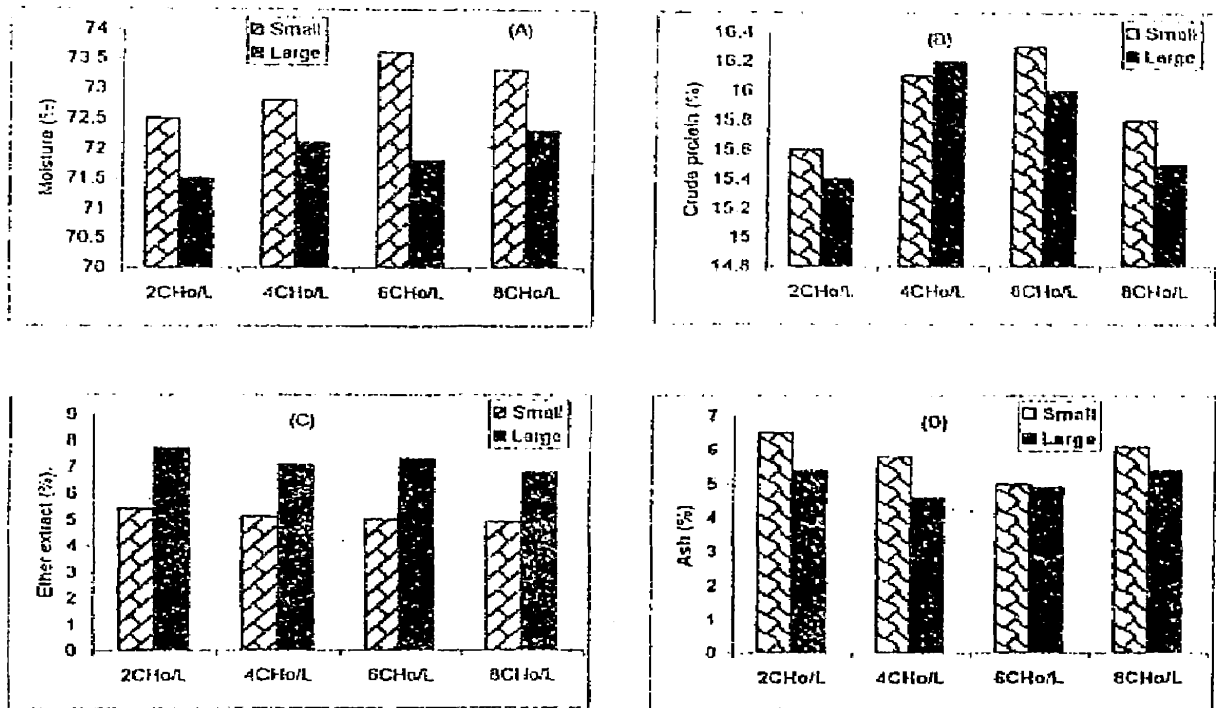 (A)
Small
Large
Moisture (%)
74
73.5
73
72.5
72
71.5
71
70.5
70
2CHo/L
4CHo/L
6CHo/L
8CHo/L
(B)
Small
Large
Crude protein (%)
16.4
16.2
16
15.8
15.6
15.4
15.2
15
14.8
2CHo/L
4CHo/L
6CHo/L
8CHo/L
(C)
Small
Large
Ether extract (%).
9
8
7
6
5
4
3
2
1
0
2CHo/L
4CHo/L
6CHo/L
8CHo/L
(D)
Small
Large
Ash (%)
7
6
5
4
3
2
1
0
2CHo/L
4CHo/L
6CHo/L
8CHo/L